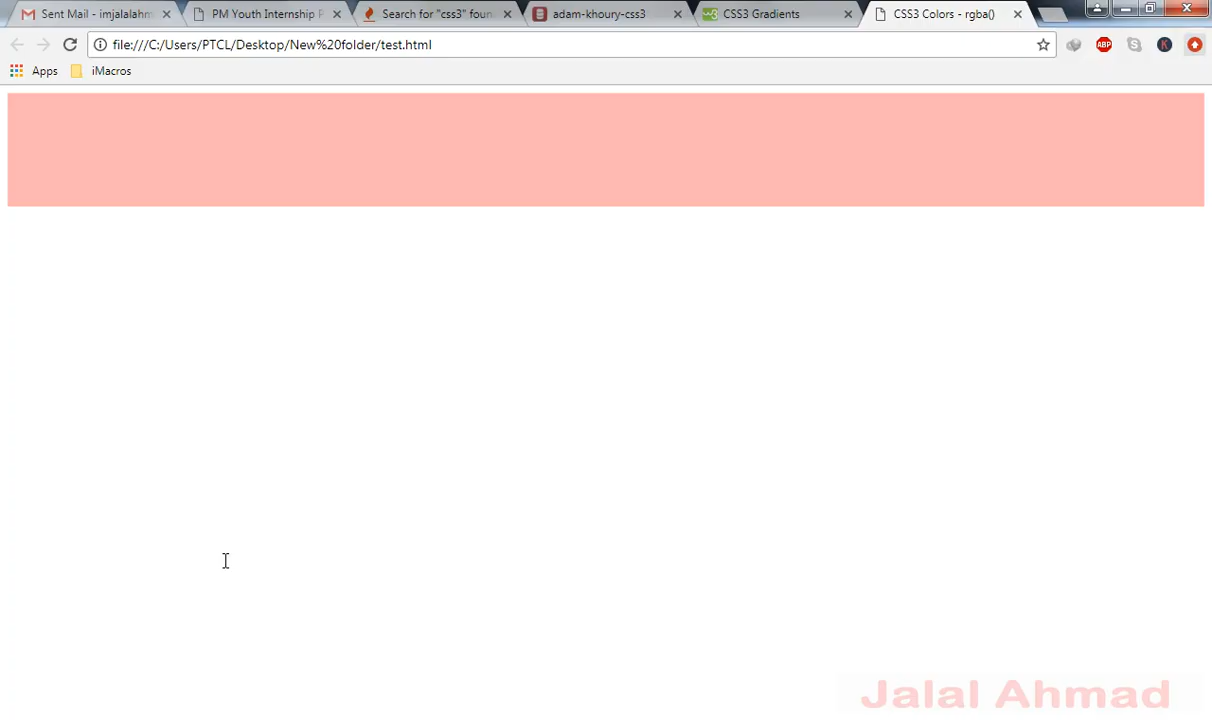 Sent Mail - imjalalahm
PM Youth Internship P
Search for "css3" foun
adam-khoury-css3
CSS3 Gradients
CSS3 Colors - rgba()
file:///C:/Users/PTCL/Desktop/New%20folder/test.html
ABP
S
K
Apps
iMacros
Jalal Ahmad